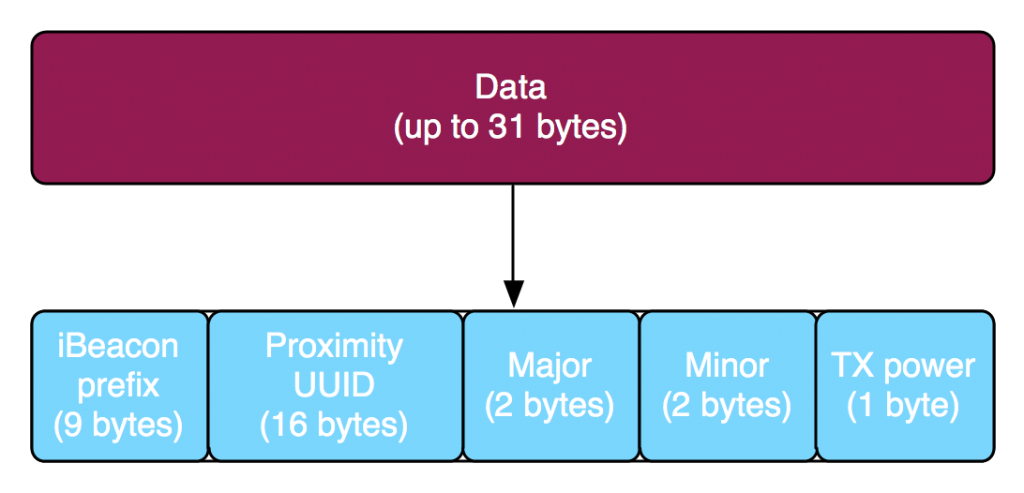 Data
(up to 31 bytes)
iBeacon
prefix
(9 bytes)
Proximity
UUID
(16 bytes)
Major
(2 bytes)
Minor
(2 bytes)
TX power
(1 byte)